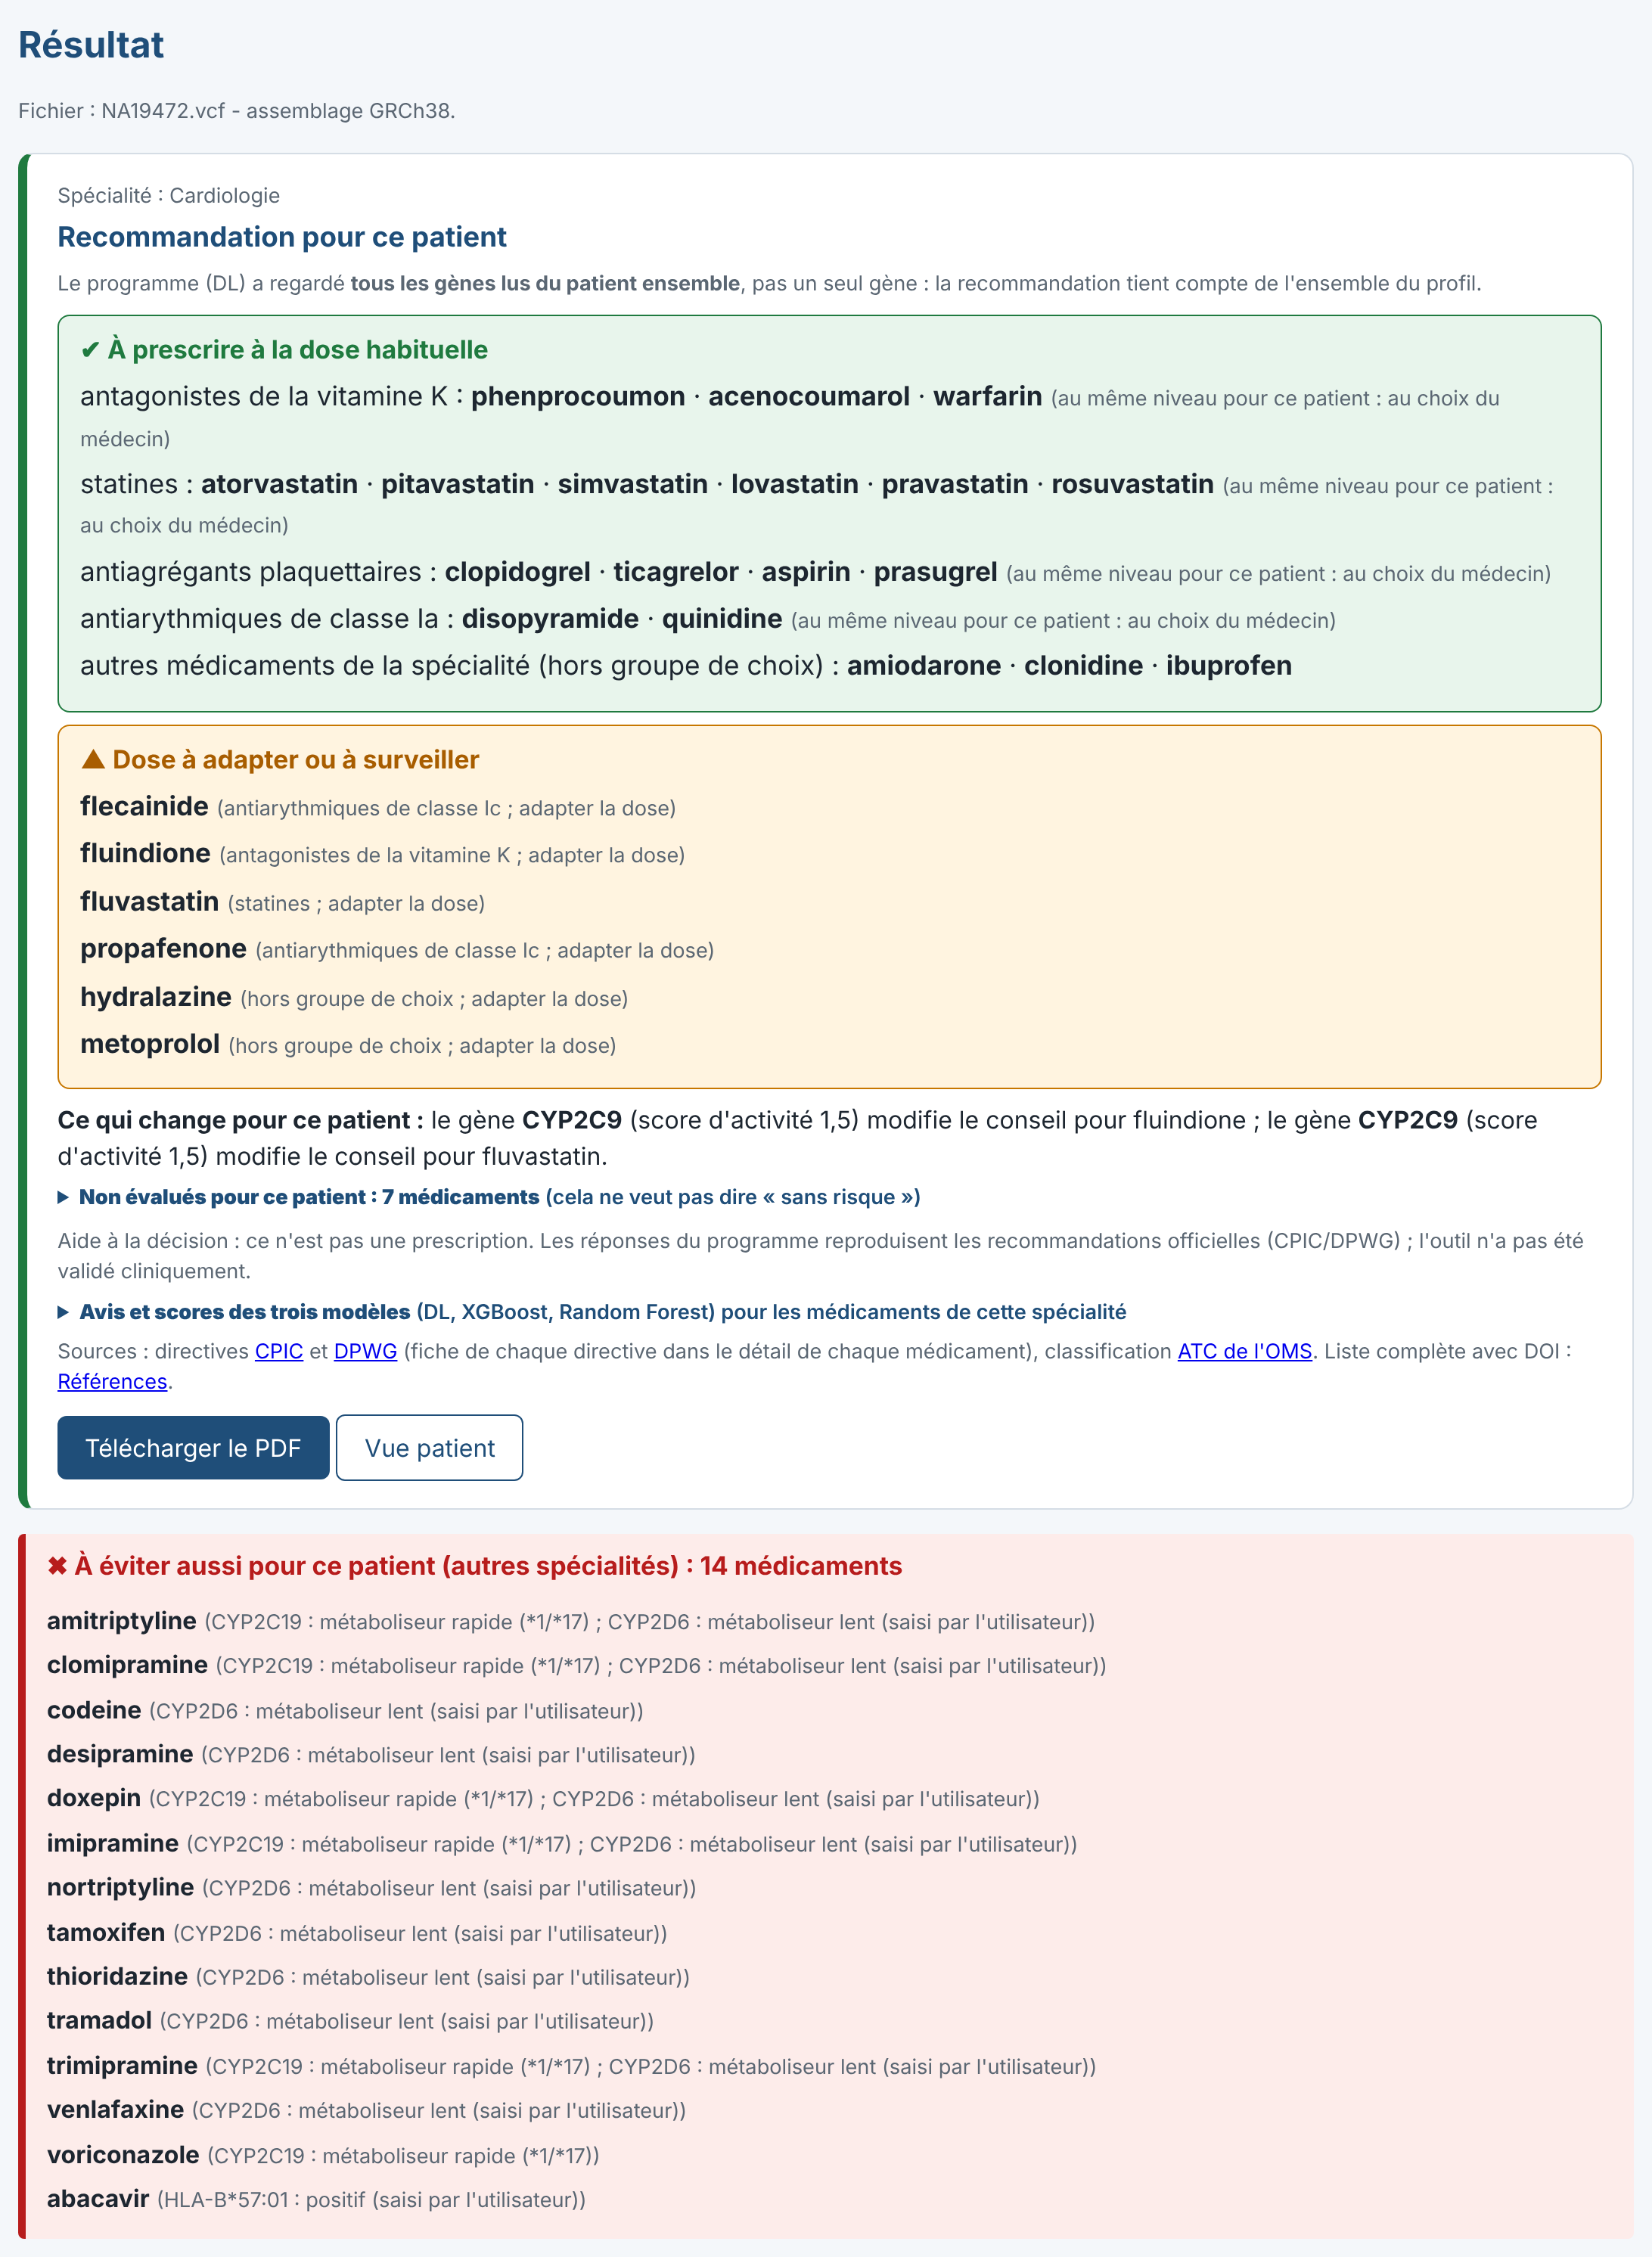 Résultat
Fichier : NA19472.vcf - assemblage GRCh38.
Spécialité : Cardiologie
Recommandation pour ce patient
Le programme (DL) a regardé tous les gènes lus du patient ensemble, pas un seul gène : la recommandation tient compte de l'ensemble du profil.
✔ À prescrire à la dose habituelle
antagonistes de la vitamine K : phenprocoumon · acenocoumarol · warfarin (au même niveau pour ce patient : au choix du
médecin)
statines : atorvastatin · pitavastatin · simvastatin · lovastatin · pravastatin · rosuvastatin (au même niveau pour ce patient :
au choix du médecin)
antiagrégants plaquettaires : clopidogrel · ticagrelor · aspirin · prasugrel (au même niveau pour ce patient : au choix du médecin)
antiarythmiques de classe Ia : disopyramide · quinidine (au même niveau pour ce patient : au choix du médecin)
autres médicaments de la spécialité (hors groupe de choix) : amiodarone · clonidine · ibuprofen
▲ Dose à adapter ou à surveiller
flecainide (antiarythmiques de classe Ic ; adapter la dose)
fluindione (antagonistes de la vitamine K ; adapter la dose)
fluvastatin (statines ; adapter la dose)
propafenone (antiarythmiques de classe Ic ; adapter la dose)
hydralazine (hors groupe de choix ; adapter la dose)
metoprolol (hors groupe de choix ; adapter la dose)
Ce qui change pour ce patient : le gène CYP2C9 (score d'activité 1,5) modifie le conseil pour fluindione ; le gène CYP2C9 (score
d'activité 1,5) modifie le conseil pour fluvastatin.
▶ Non évalués pour ce patient : 7 médicaments (cela ne veut pas dire « sans risque »)
Aide à la décision : ce n'est pas une prescription. Les réponses du programme reproduisent les recommandations officielles (CPIC/DPWG) ; l'outil n'a pas été
validé cliniquement.
▶ Avis et scores des trois modèles (DL, XGBoost, Random Forest) pour les médicaments de cette spécialité
Sources : directives CPIC et DPWG (fiche de chaque directive dans le détail de chaque médicament), classification ATC de l'OMS. Liste complète avec DOI :
Références.
Télécharger le PDF
Vue patient
✖ À éviter aussi pour ce patient (autres spécialités) : 14 médicaments
amitriptyline (CYP2C19 : métaboliseur rapide (*1/*17) ; CYP2D6 : métaboliseur lent (saisi par l'utilisateur))
clomipramine (CYP2C19 : métaboliseur rapide (*1/*17) ; CYP2D6 : métaboliseur lent (saisi par l'utilisateur))
codeine (CYP2D6 : métaboliseur lent (saisi par l'utilisateur))
desipramine (CYP2D6 : métaboliseur lent (saisi par l'utilisateur))
doxepin (CYP2C19 : métaboliseur rapide (*1/*17) ; CYP2D6 : métaboliseur lent (saisi par l'utilisateur))
imipramine (CYP2C19 : métaboliseur rapide (*1/*17) ; CYP2D6 : métaboliseur lent (saisi par l'utilisateur))
nortriptyline (CYP2D6 : métaboliseur lent (saisi par l'utilisateur))
tamoxifen (CYP2D6 : métaboliseur lent (saisi par l'utilisateur))
thioridazine (CYP2D6 : métaboliseur lent (saisi par l'utilisateur))
tramadol (CYP2D6 : métaboliseur lent (saisi par l'utilisateur))
trimipramine (CYP2C19 : métaboliseur rapide (*1/*17) ; CYP2D6 : métaboliseur lent (saisi par l'utilisateur))
venlafaxine (CYP2D6 : métaboliseur lent (saisi par l'utilisateur))
voriconazole (CYP2C19 : métaboliseur rapide (*1/*17))
abacavir (HLA-B*57:01 : positif (saisi par l'utilisateur))